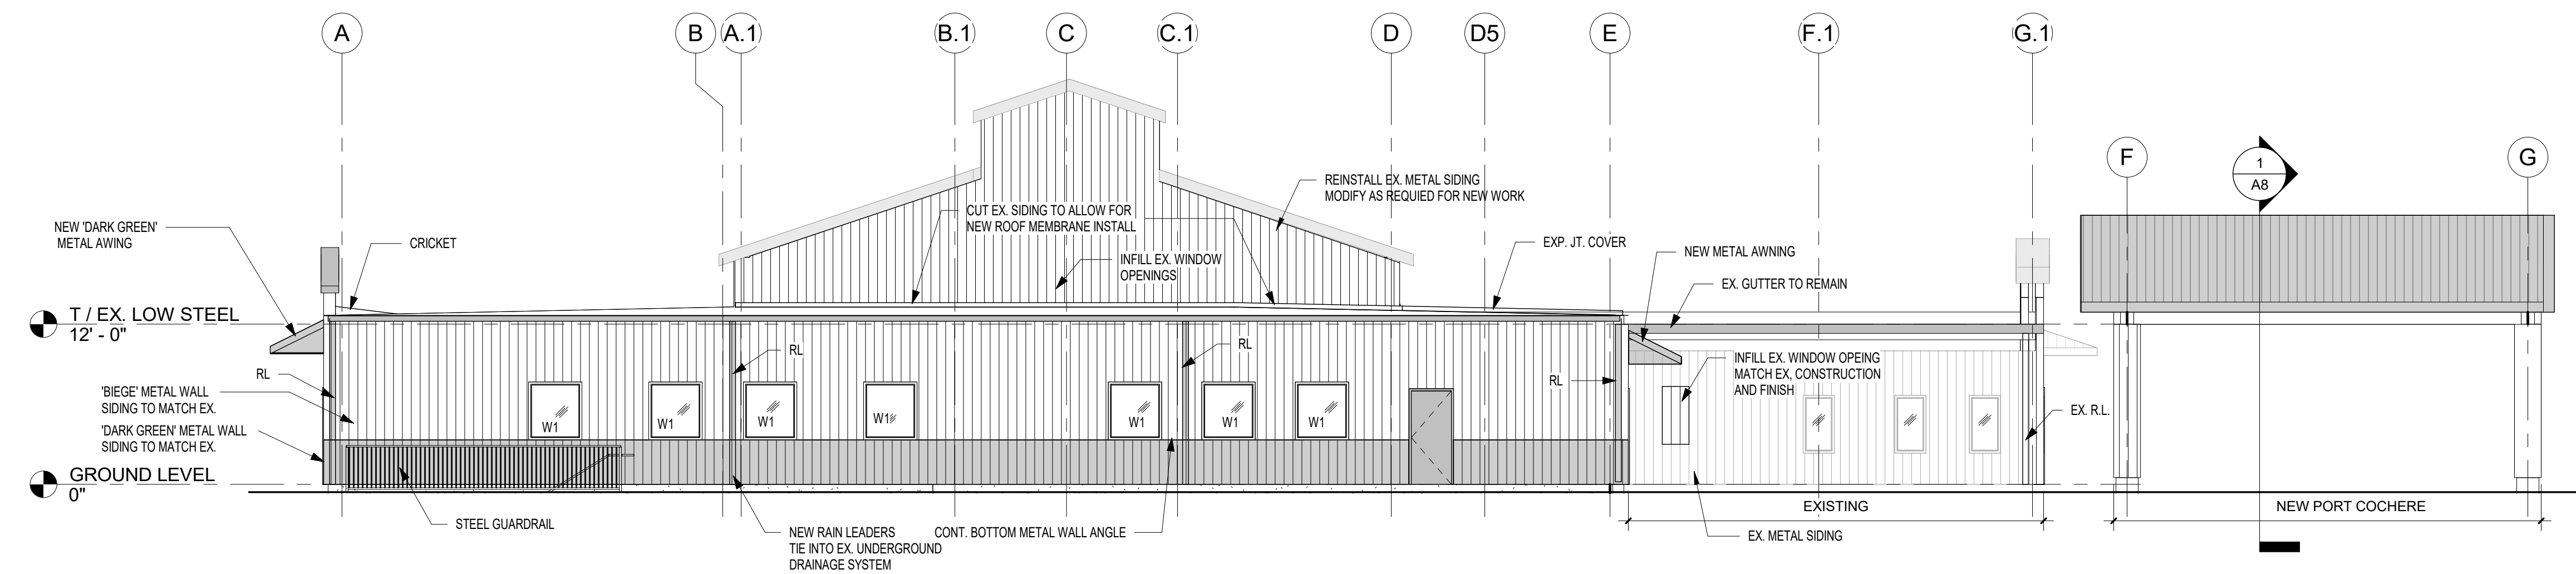 A
B
A.1
B.1
C
C.1
D
D5
E
F.1
G.1
F
1
A8
G
REINSTALL EX. METAL SIDING
MODIFY AS REQUIED FOR NEW WORK
CUT EX. SIDING TO ALLOW FOR
NEW ROOF MEMBRANE INSTALL
NEW 'DARK GREEN'
METAL AWING
CRICKET
EXP. JT. COVER
INFILL EX. WINDOW
OPENINGS
NEW METAL AWNING
EX. GUTTER TO REMAIN
T / EX. LOW STEEL
12' - 0"
RL
RL
RL
RL
INFILL EX. WINDOW OPEING
MATCH EX, CONSTRUCTION
AND FINISH
'BIEGE' METAL WALL
SIDING TO MATCH EX.
'DARK GREEN' METAL WALL
SIDING TO MATCH EX.
W1
W1
W1
W1
W1
W1
W1
EX. R.L.
GROUND LEVEL
0"
EXISTING
NEW PORT COCHERE
STEEL GUARDRAIL
NEW RAIN LEADERS
TIE INTO EX. UNDERGROUND
DRAINAGE SYSTEM
CONT. BOTTOM METAL WALL ANGLE
EX. METAL SIDING